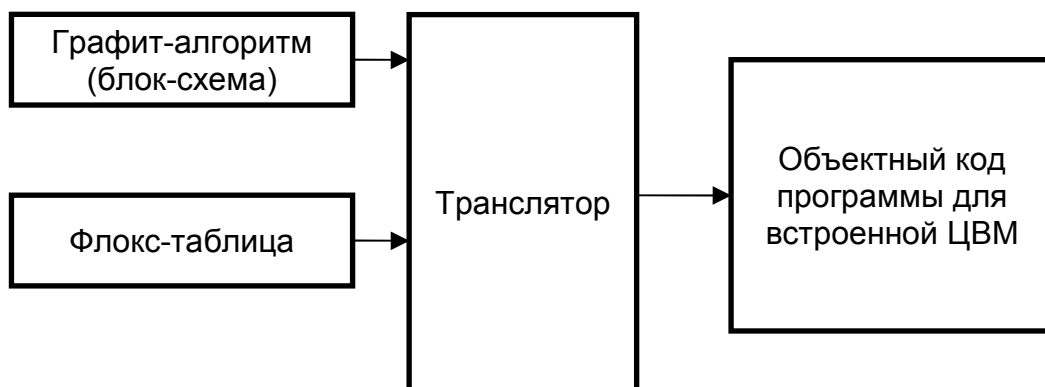 Графит-алгоритм
(блок-схема)
Флокс-таблица
Транслятор
Объектный код
программы для
встроенной ЦВМ